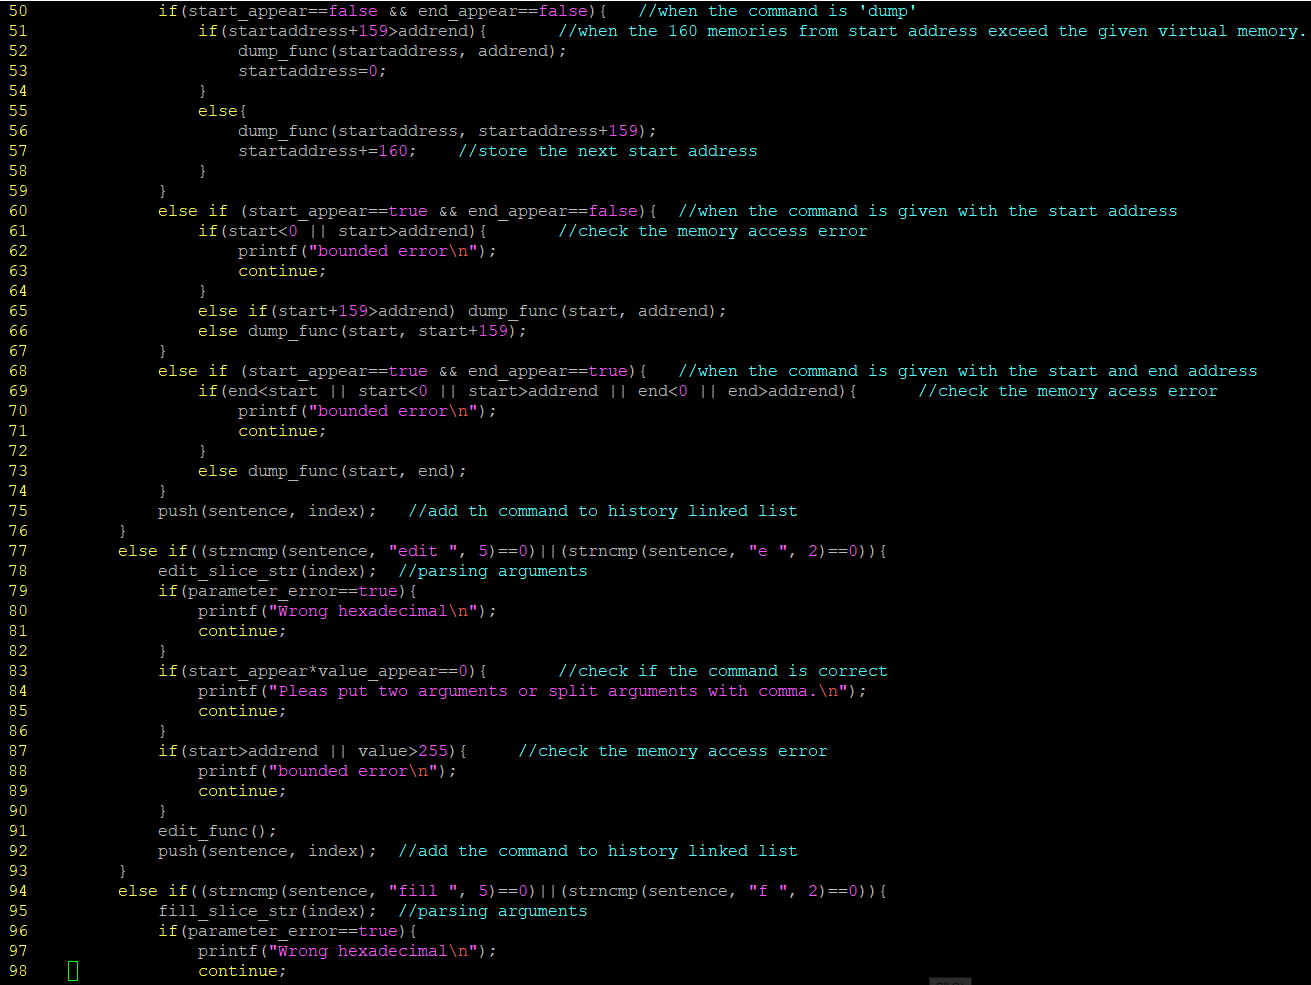 50             if(start_appear==false && end_appear==false){   //when the command is 'dump'
51                 if(startaddress+159>addrend){       //when the 160 memories from start address exceed the given virtual memory.
52                     dump_func(startaddress, addrend);
53                     startaddress=0;
54                 }
55                 else{
56                     dump_func(startaddress, startaddress+159);
57                     startaddress+=160;    //store the next start address
58                 }
59             }
60             else if (start_appear==true && end_appear==false){  //when the command is given with the start address
61                 if(start<0 || start>addrend){       //check the memory access error
62                     printf("bounded error\n");
63                     continue;
64                 }
65                 else if(start+159>addrend) dump_func(start, addrend);
66                 else dump_func(start, start+159);
67             }
68             else if (start_appear==true && end_appear==true){   //when the command is given with the start and end address
69                 if(end<start || start<0 || start>addrend || end<0 || end>addrend){      //check the memory acess error
70                     printf("bounded error\n");
71                     continue;
72                 }
73                 else dump_func(start, end);
74             }
75             push(sentence, index);   //add th command to history linked list
76         }
77         else if((strncmp(sentence, "edit ", 5)==0)||(strncmp(sentence, "e ", 2)==0)){
78             edit_slice_str(index);  //parsing arguments
79             if(parameter_error==true){
80                 printf("Wrong hexadecimal\n");
81                 continue;
82             }
83             if(start_appear*value_appear==0){       //check if the command is correct
84                 printf("Pleas put two arguments or split arguments with comma.\n");
85                 continue;
86             }
87             if(start>addrend || value>255){     //check the memory access error
88                 printf("bounded error\n");
89                 continue;
90             }
91             edit_func();
92             push(sentence, index);  //add the command to history linked list
93         }
94         else if((strncmp(sentence, "fill ", 5)==0)||(strncmp(sentence, "f ", 2)==0)){
95             fill_slice_str(index);  //parsing arguments
96             if(parameter_error==true){
97                 printf("Wrong hexadecimal\n");
98                 continue;